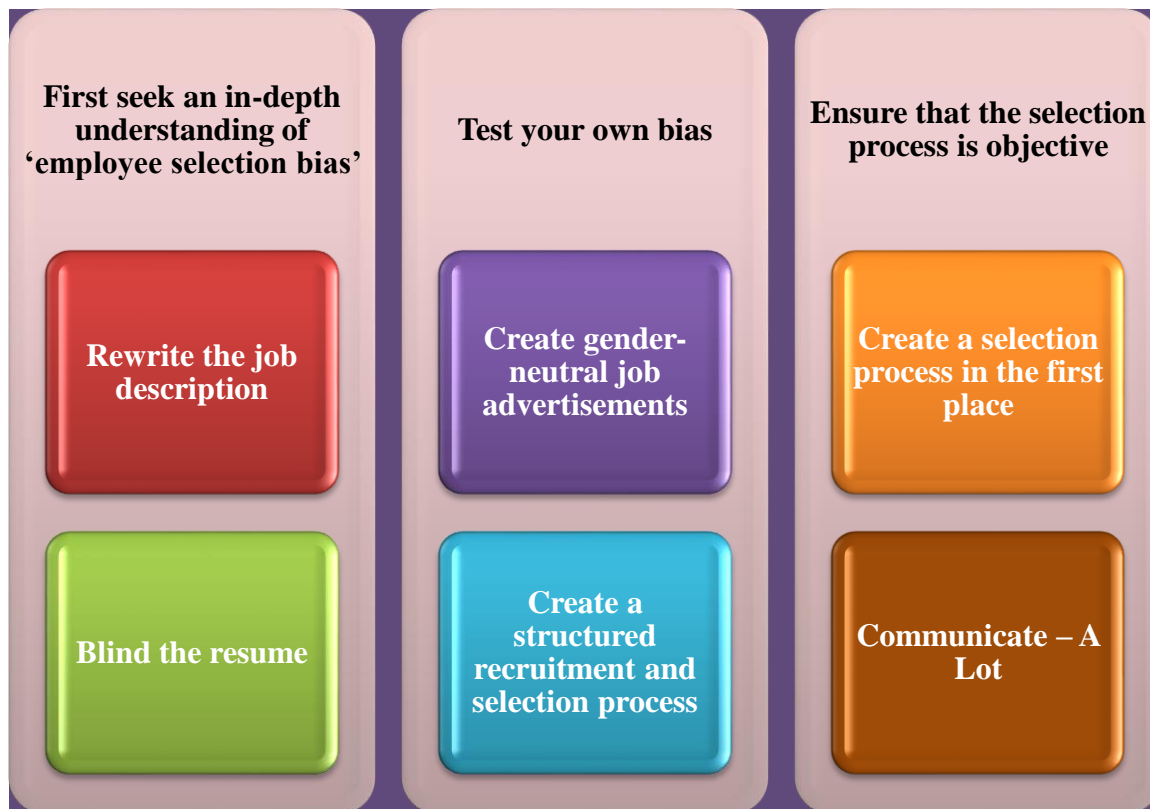 First seek an in-depth
understanding of
‘employee selection bias’
Rewrite the job
description
Blind the resume
Test your own bias
Create gender-
neutral job
advertisements
Create a
structured
recruitment and
selection process
Ensure that the selection
process is objective
Create a selection
process in the first
place
Communicate – A
Lot